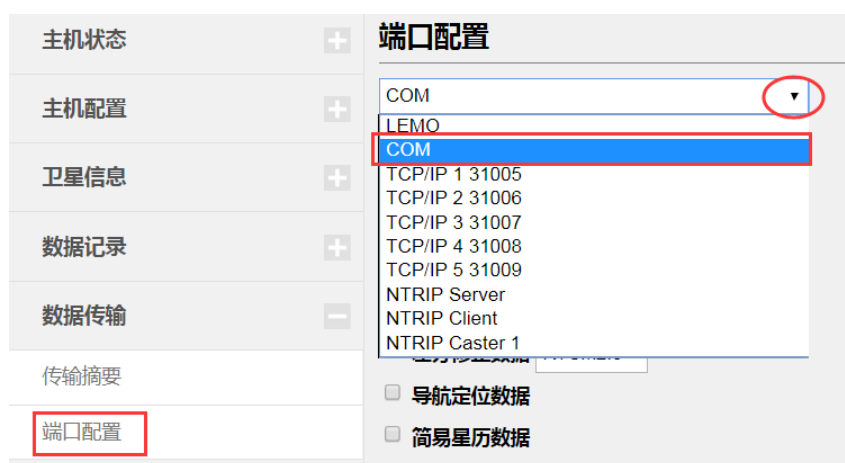 主机状态
主机配置
卫星信息
数据记录
数据传输
传输摘要
端口配置
端口配置
COM
LEMO
COM
TCP/IP 1 31005
TCP/IP 2 31006
TCP/IP 3 31007
TCP/IP 4 31008
TCP/IP 5 31009
NTRIP Server
NTRIP Client
NTRIP Caster 1
导航定位数据
简易星历数据